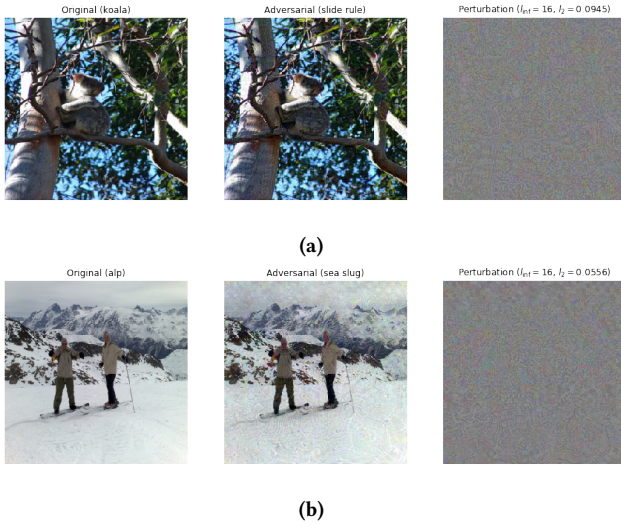 Original (koala) Adversarial (slide rule) Perturbation (l_inf = 16, l_2 = 0.0945)
(a)
Original (alp) Adversarial (sea slug) Perturbation (l_inf = 16, l_2 = 0.0556)
(b)